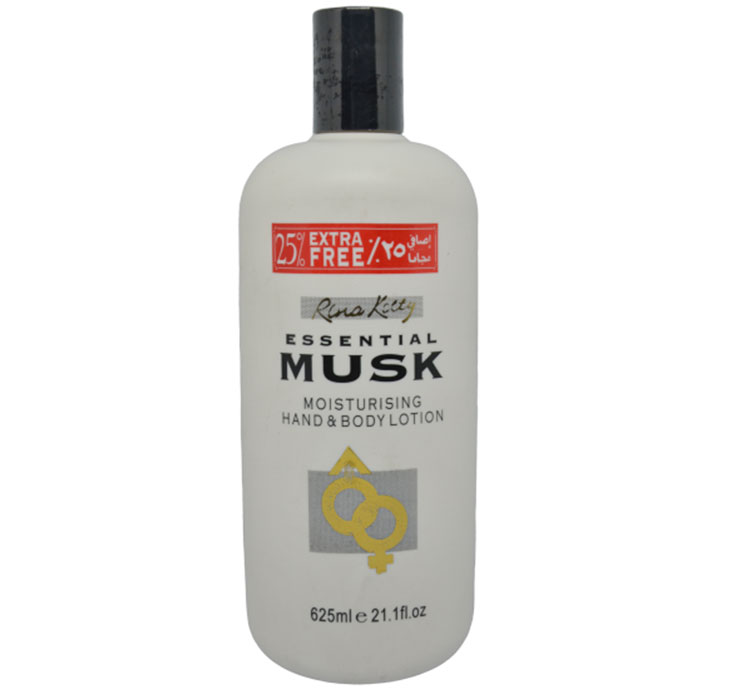 25% EXTRA FREE ٪٢٥ إضافي مجانا
Rina Kitty
ESSENTIAL
MUSK
MOISTURISING
HAND & BODY LOTION
625ml e 21.1fl.oz